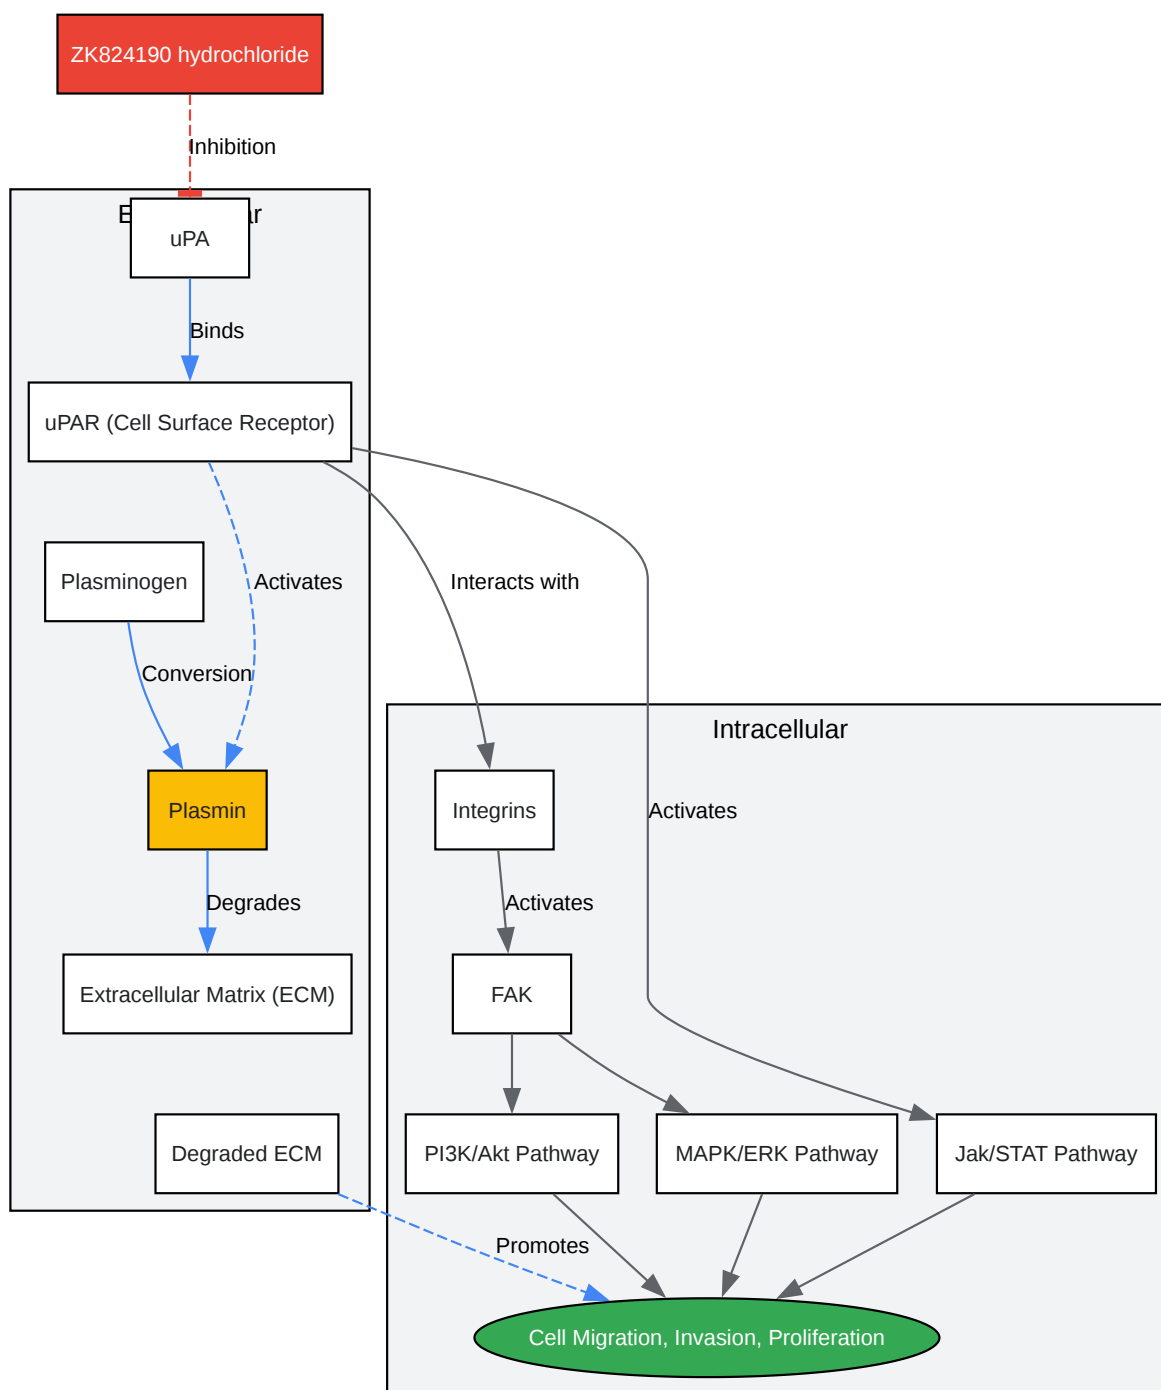 ZK824190 hydrochloride
Inhibition
uPA
Binds
uPAR (Cell Surface Receptor)
Plasminogen
Activates
Interacts with
Conversion
Intracellular
Plasmin
Integrins
Activates
Degrades
Activates
Extracellular Matrix (ECM)
FAK
Degraded ECM
PI3K/Akt Pathway
MAPK/ERK Pathway
Jak/STAT Pathway
Promotes
Cell Migration, Invasion, Proliferation